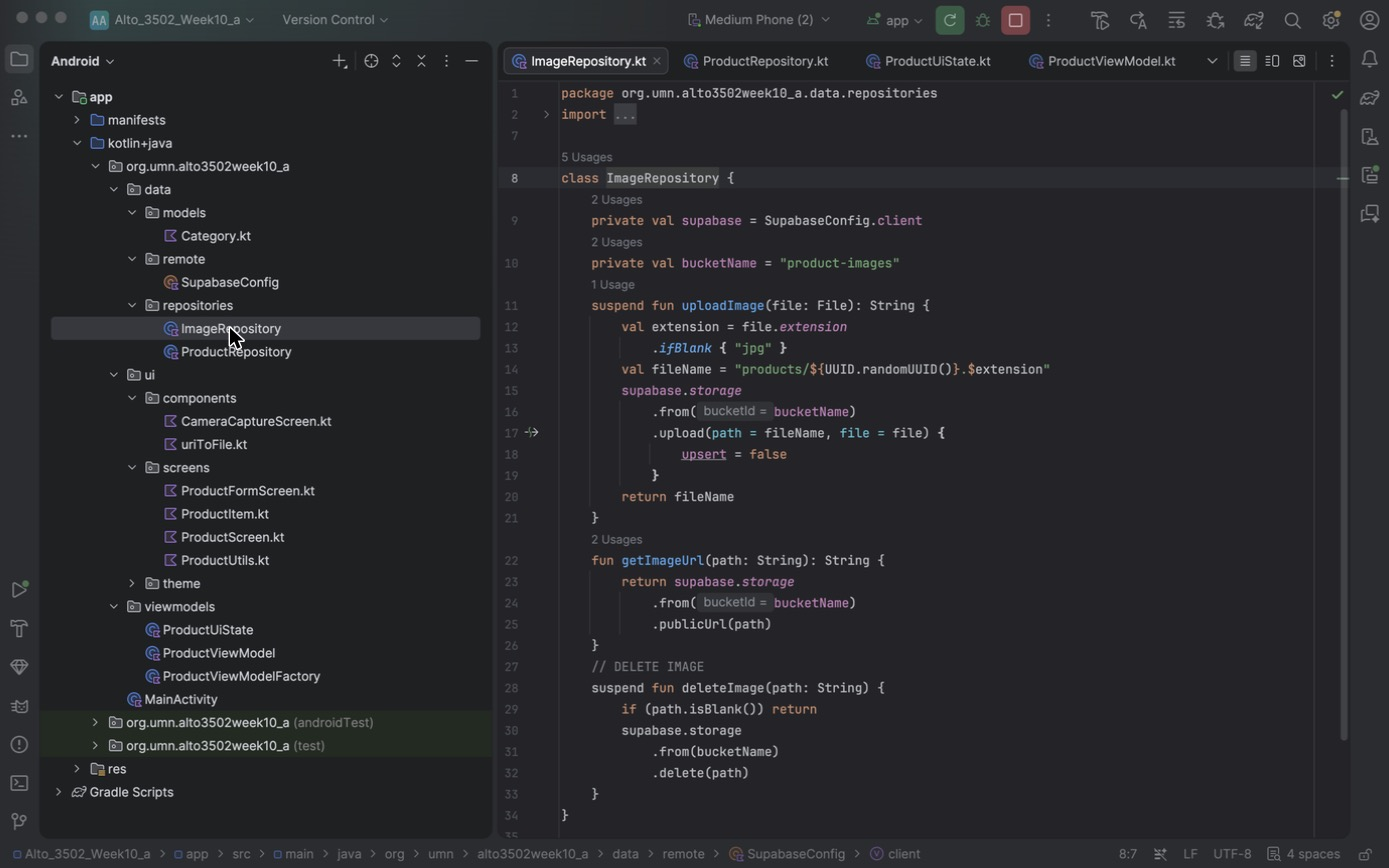 AA Alto_3502_Week10_a Version Control Medium Phone (2) app
Android
app
manifests
kotlin+java
org.umn.alto3502week10_a
data
models
Category.kt
remote
SupabaseConfig
repositories
ImageRepository
ProductRepository
ui
components
CameraCaptureScreen.kt
uriToFile.kt
screens
ProductFormScreen.kt
ProductItem.kt
ProductScreen.kt
ProductUtils.kt
theme
viewmodels
ProductUiState
ProductViewModel
ProductViewModelFactory
MainActivity
org.umn.alto3502week10_a (androidTest)
org.umn.alto3502week10_a (test)
res
Gradle Scripts
ImageRepository.kt ProductRepository.kt ProductUiState.kt ProductViewModel.kt
1 package org.umn.alto3502week10_a.data.repositories
2 import ...
7
5 Usages
8 class ImageRepository {
2 Usages
9 private val supabase = SupabaseConfig.client
2 Usages
10 private val bucketName = "product-images"
1 Usage
11 suspend fun uploadImage(file: File): String {
12 val extension = file.extension
13 .ifBlank { "jpg" }
14 val fileName = "products/${UUID.randomUUID()}.$extension"
15 supabase.storage
16 .from( bucketId = bucketName)
17 .upload(path = fileName, file = file) {
18 upsert = false
19 }
20 return fileName
21 }
2 Usages
22 fun getImageUrl(path: String): String {
23 return supabase.storage
24 .from( bucketId = bucketName)
25 .publicUrl(path)
26 }
27 // DELETE IMAGE
28 suspend fun deleteImage(path: String) {
29 if (path.isBlank()) return
30 supabase.storage
31 .from(bucketName)
32 .delete(path)
33 }
34 }
35
Alto_3502_Week10_a app src main java org umn alto3502week10_a data remote SupabaseConfig client 8:7 LF UTF-8 4 spaces